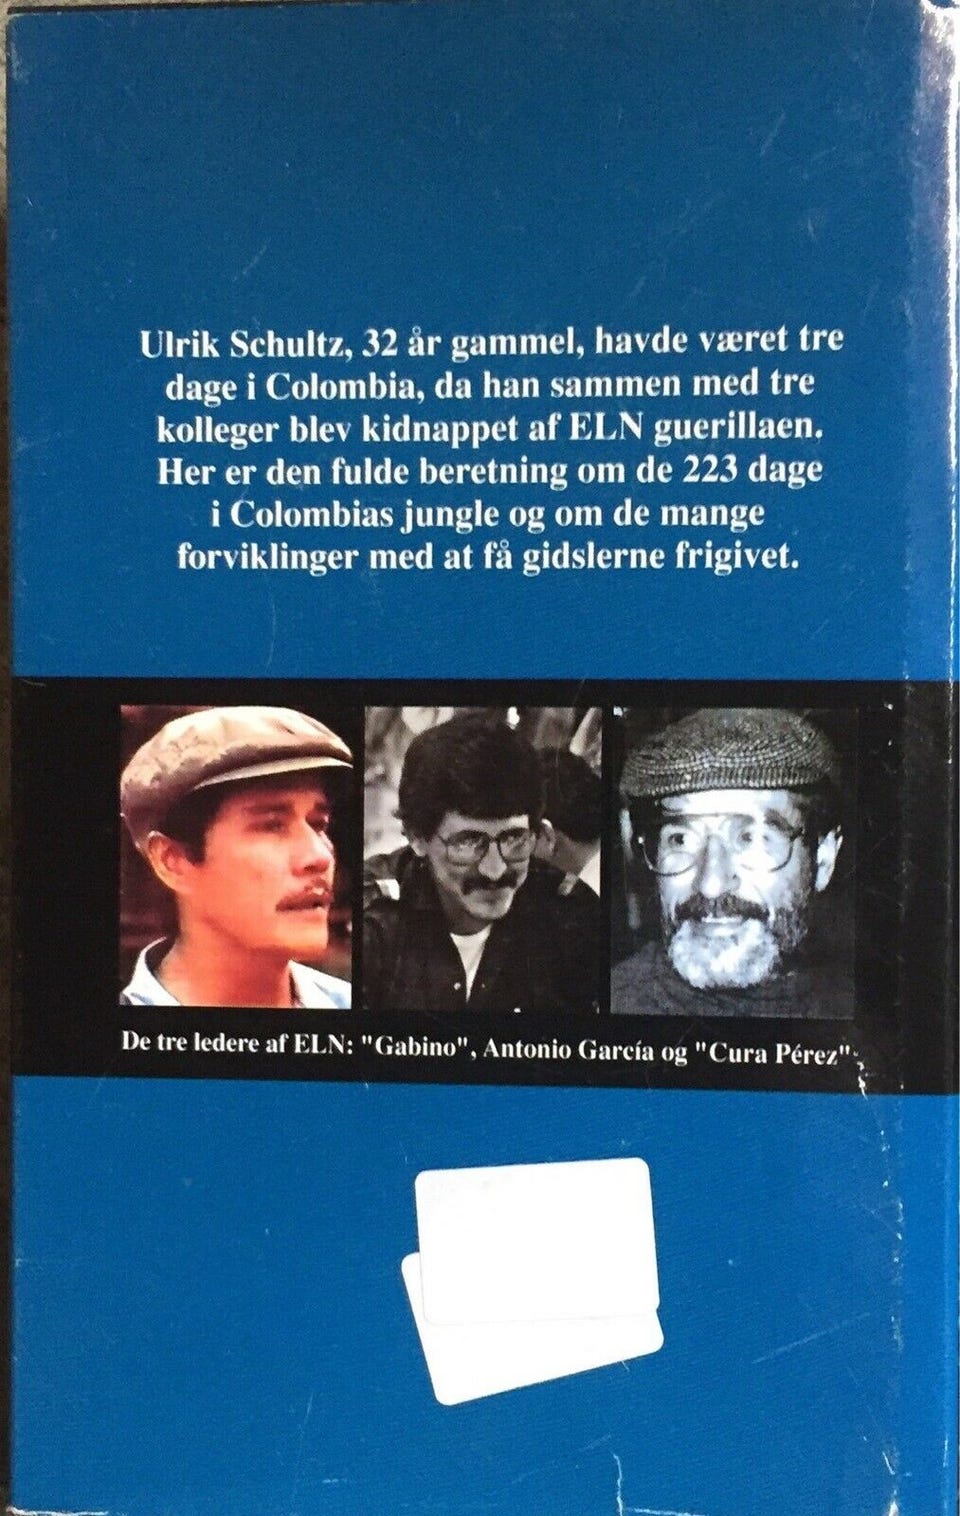 Ulrik Schultz, 32 år gammel, havde været tre
dage i Colombia, da han sammen med tre
kolleger blev kidnappet af ELN guerillaen.
Her er den fulde beretning om de 223 dage
i Colombias jungle og om de mange
forviklinger med at få gidslerne frigivet.
De tre ledere af ELN: "Gabino", Antonio García og "Cura Pérez".